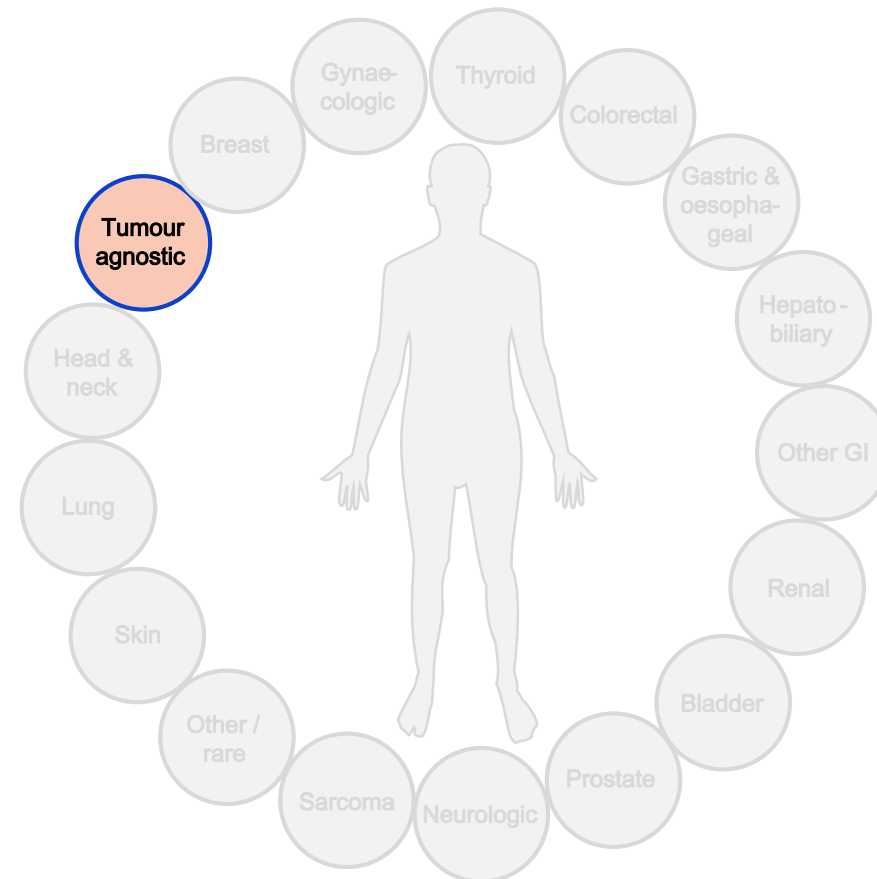 Thyroid
Colorectal
Gastric &
oesopha-
geal
Hepato-
biliary
Other GI
Renal
Bladder
Prostate
Neurologic
Sarcoma
Other /
rare
Skin
Lung
Head &
neck
Tumour
agnostic
Breast
Gynae-
cologic